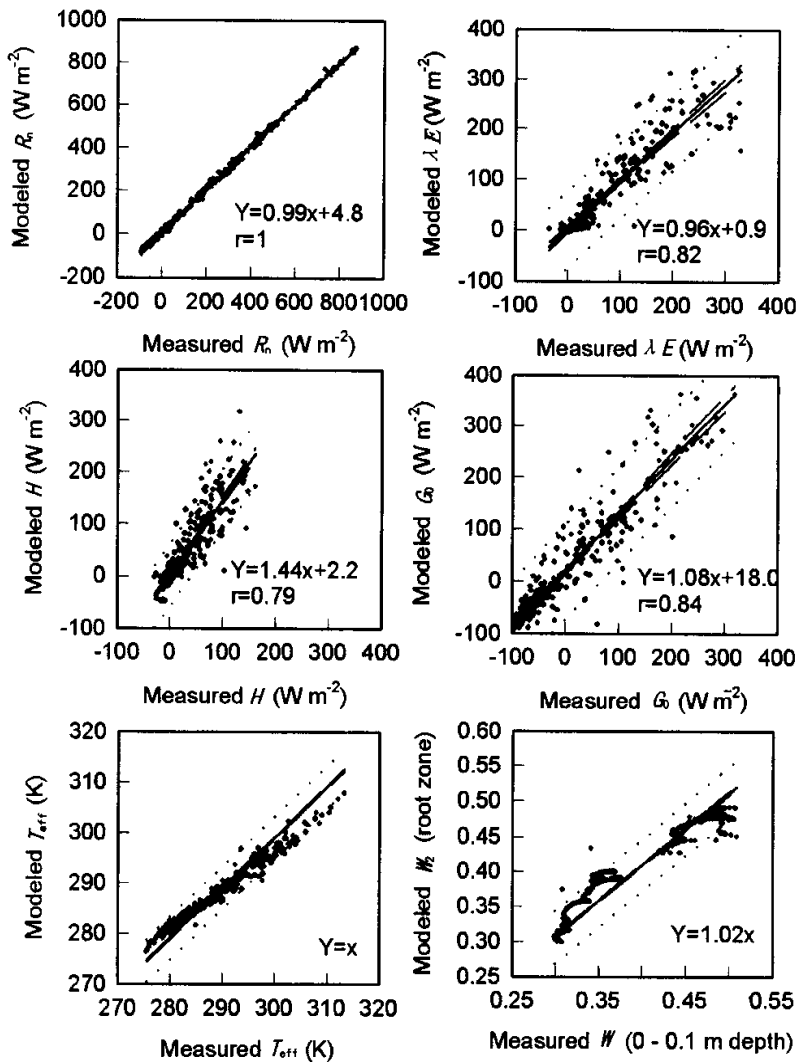 1000
800
600
400
200
0
-200
-200 0 200 400 600 8001000
Modeled Rn (W m-2)
Measured Rn (W m-2)
Y=0.99x+4.8
r=1
400
300
200
100
0
-100
-100 0 100 200 300 400
Modeled λE (W m-2)
Measured λE (W m-2)
Y=0.96x+0.9
r=0.82
400
300
200
100
0
-100
-100 0 100 200 300 400
Modeled H (W m-2)
Measured H (W m-2)
Y=1.44x+2.2
r=0.79
400
300
200
100
0
-100
-100 0 100 200 300 400
Modeled G0 (W m-2)
Measured G0 (W m-2)
Y=1.08x+18.0
r=0.84
320
310
300
290
280
270
270 280 290 300 310 320
Modeled Teff (K)
Measured Teff (K)
Y=x
0.60
0.55
0.50
0.45
0.40
0.35
0.30
0.25
0.25 0.35 0.45 0.55
Modeled W2 (root zone)
Measured W (0 - 0.1 m depth)
Y=1.02x